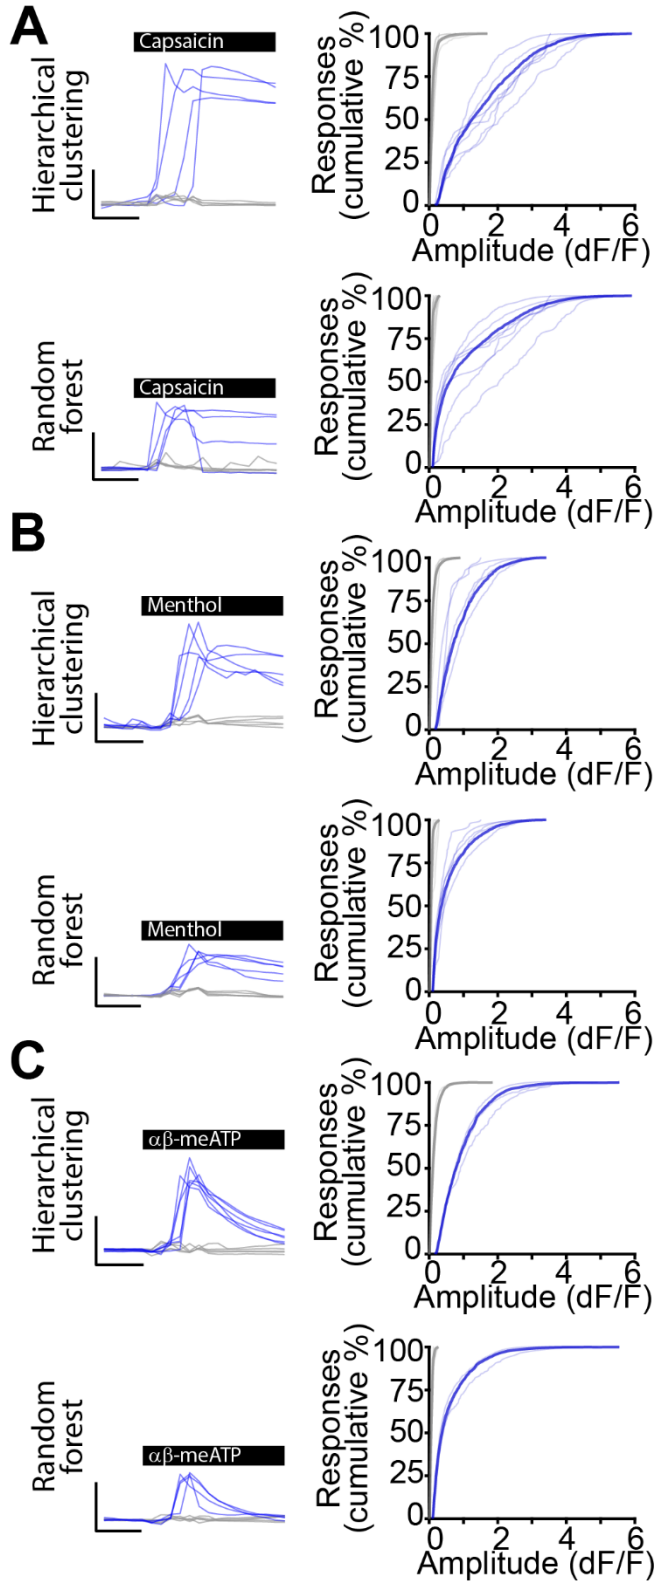 A
Hierarchical
clustering
Capsaicin
Responses
(cumulative %)
100
75
50
25
0
0 2 4 6
Amplitude (dF/F)
Random
forest
Capsaicin
Responses
(cumulative %)
100
75
50
25
0
0 2 4 6
Amplitude (dF/F)
B
Hierarchical
clustering
Menthol
Responses
(cumulative %)
100
75
50
25
0
0 2 4 6
Amplitude (dF/F)
Random
forest
Menthol
Responses
(cumulative %)
100
75
50
25
0
0 2 4 6
Amplitude (dF/F)
C
Hierarchical
clustering
αβ-meATP
Responses
(cumulative %)
100
75
50
25
0
0 2 4 6
Amplitude (dF/F)
Random
forest
αβ-meATP
Responses
(cumulative %)
100
75
50
25
0
0 2 4 6
Amplitude (dF/F)